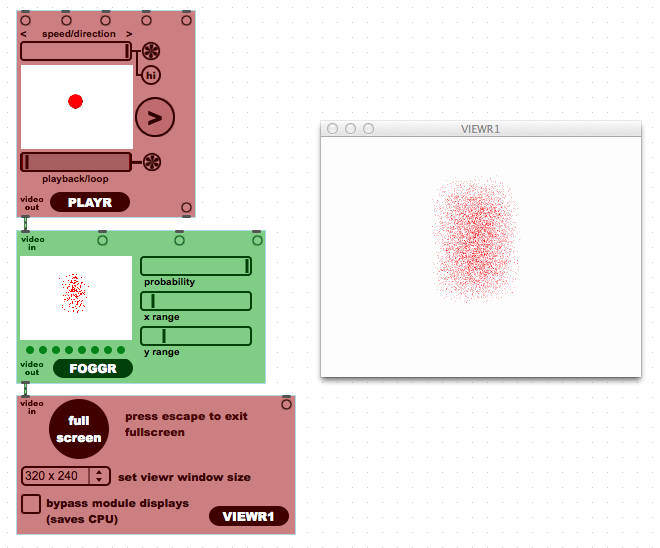 < speed/direction >
hi
>
playback/loop
video
out
PLAYR
video
in
probability
x range
y range
video
out
FOGGR
video
in
full
screen
press escape to exit
fullscreen
320 x 240
set viewr window size
bypass module displays
(saves CPU)
VIEWR1
VIEWR1